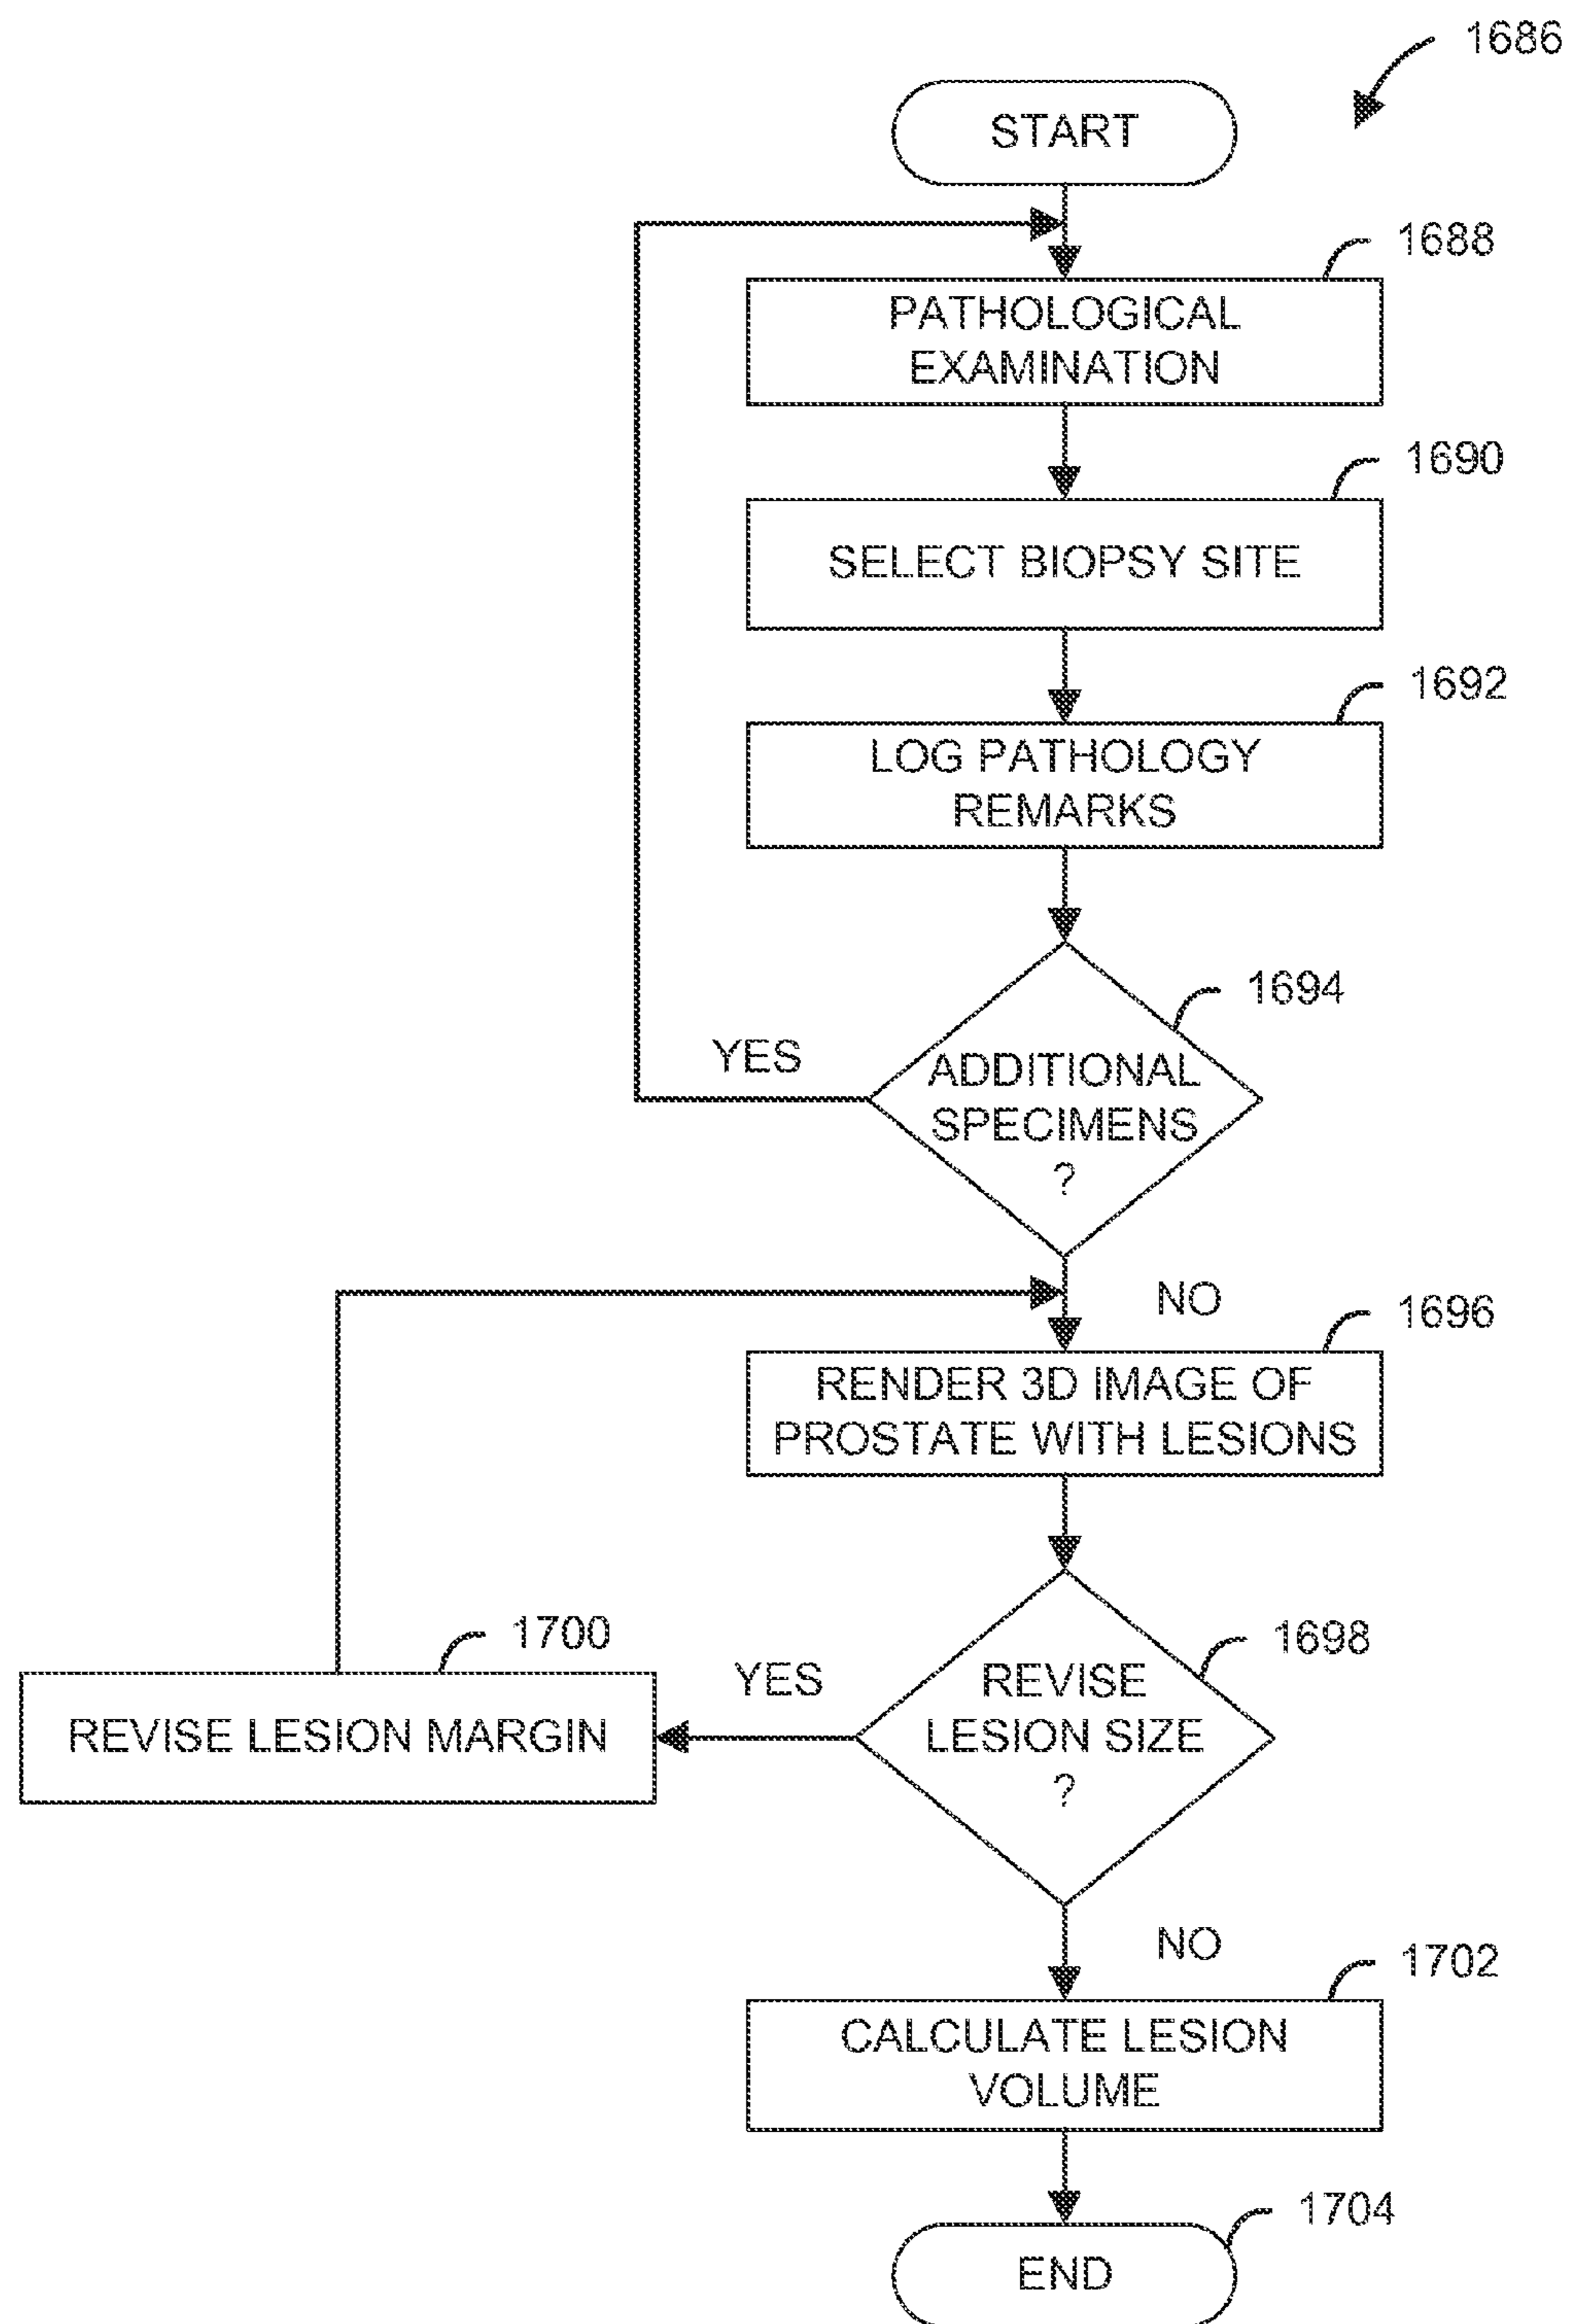 1686
START
1688
PATHOLOGICAL
EXAMINATION
1690
SELECT BIOPSY SITE
1692
LOG PATHOLOGY
REMARKS
1694
YES
ADDITIONAL
SPECIMENS
?
NO
1696
RENDER 3D IMAGE OF
PROSTATE WITH LESIONS
1700
1698
REVISE LESION MARGIN
YES
REVISE
LESION SIZE
?
NO
1702
CALCULATE LESION
VOLUME
1704
END